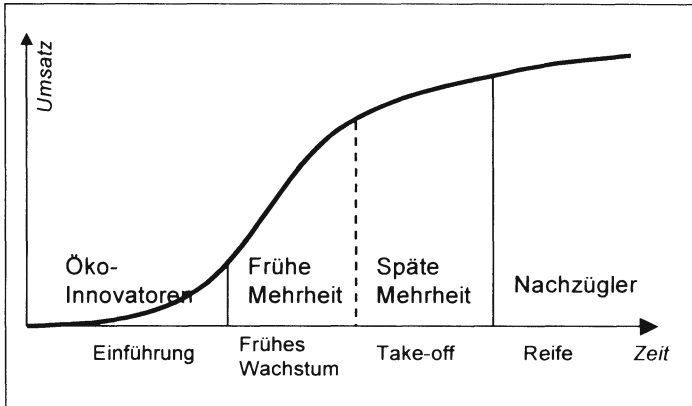 Umsatz
Öko-
Innovatoren
Frühe
Mehrheit
Späte
Mehrheit
Nachzügler
Einführung
Frühes
Wachstum
Take-off
Reife
Zeit